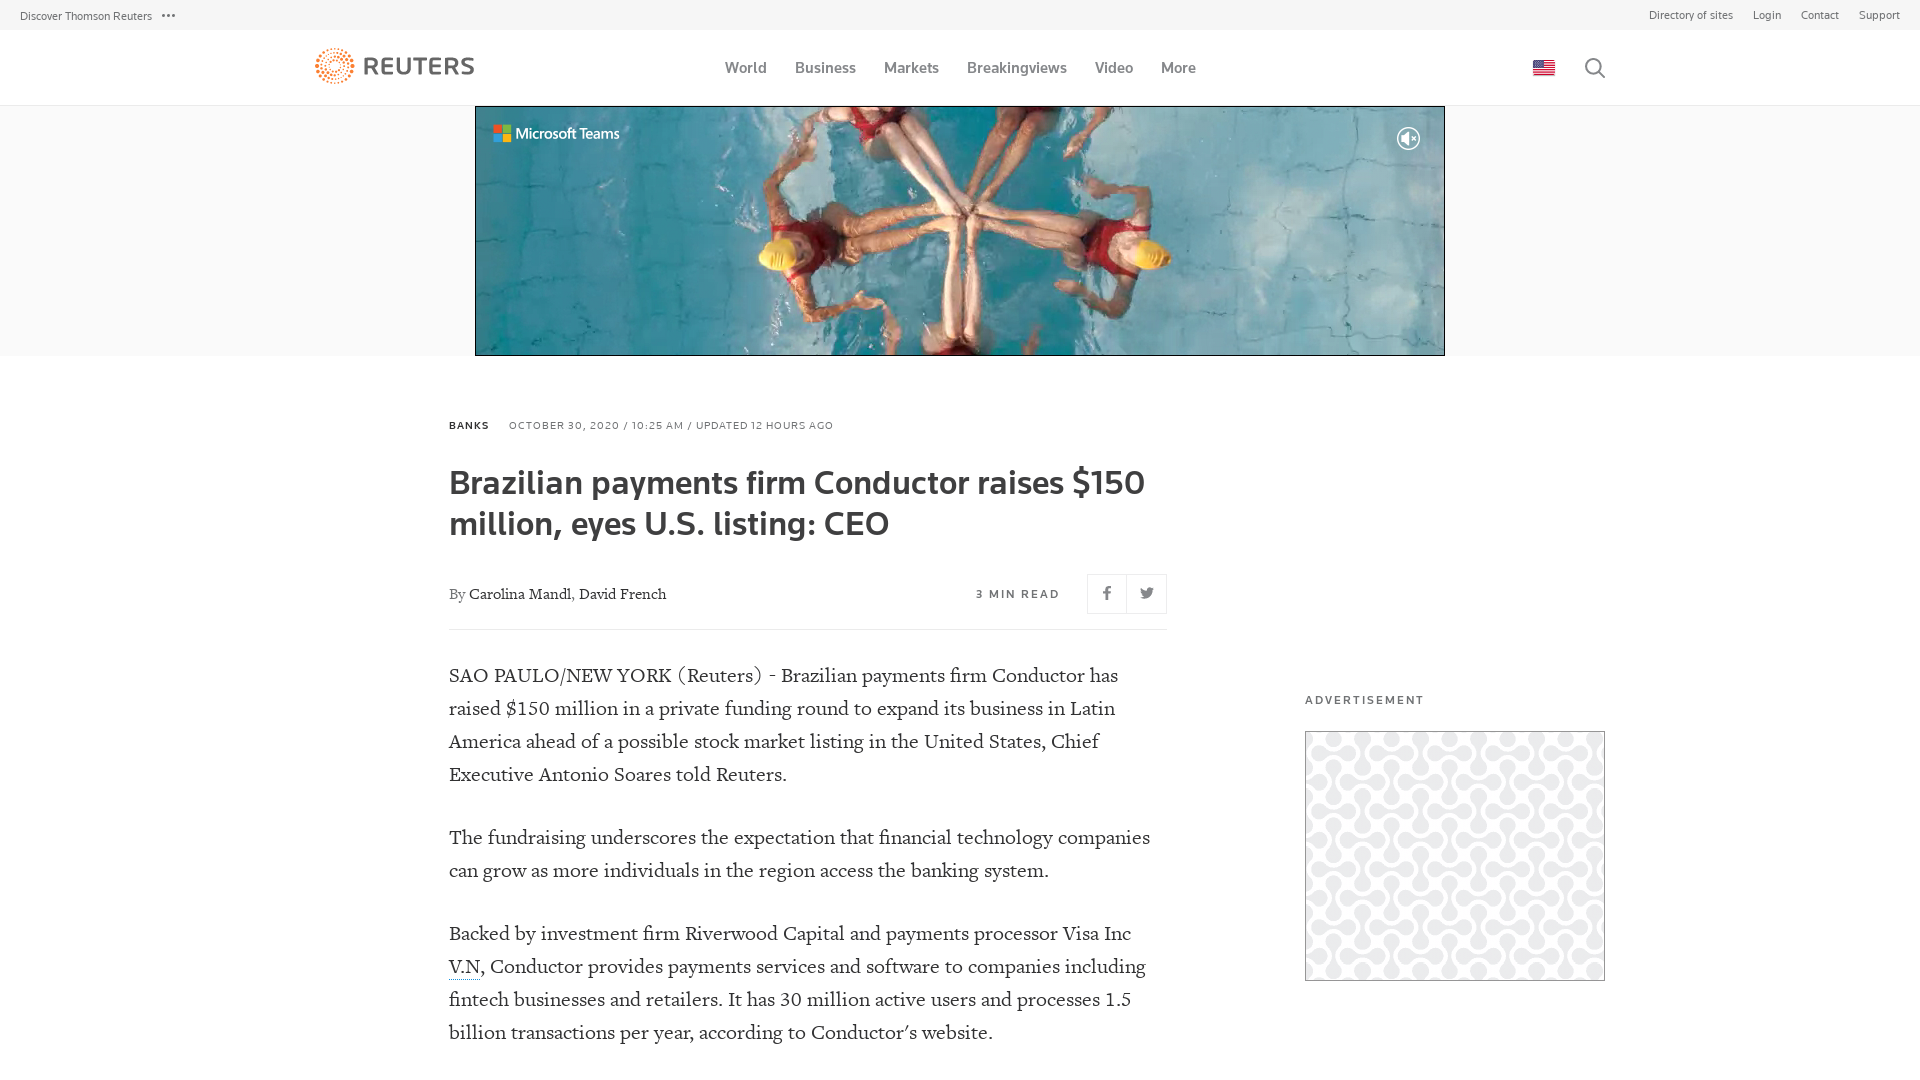 Discover Thomson Reuters
Directory of sites Login Contact Support
REUTERS
World Business Markets Breakingviews Video More
Microsoft Teams
BANKS OCTOBER 30, 2020 / 10:25 AM / UPDATED 12 HOURS AGO
Brazilian payments firm Conductor raises $150
million, eyes U.S. listing: CEO
By Carolina Mandl, David French
3 MIN READ
SAO PAULO/NEW YORK (Reuters) - Brazilian payments firm Conductor has
raised $150 million in a private funding round to expand its business in Latin
America ahead of a possible stock market listing in the United States, Chief
Executive Antonio Soares told Reuters.
The fundraising underscores the expectation that financial technology companies
can grow as more individuals in the region access the banking system.
Backed by investment firm Riverwood Capital and payments processor Visa Inc
V.N, Conductor provides payments services and software to companies including
fintech businesses and retailers. It has 30 million active users and processes 1.5
billion transactions per year, according to Conductor's website.
ADVERTISEMENT